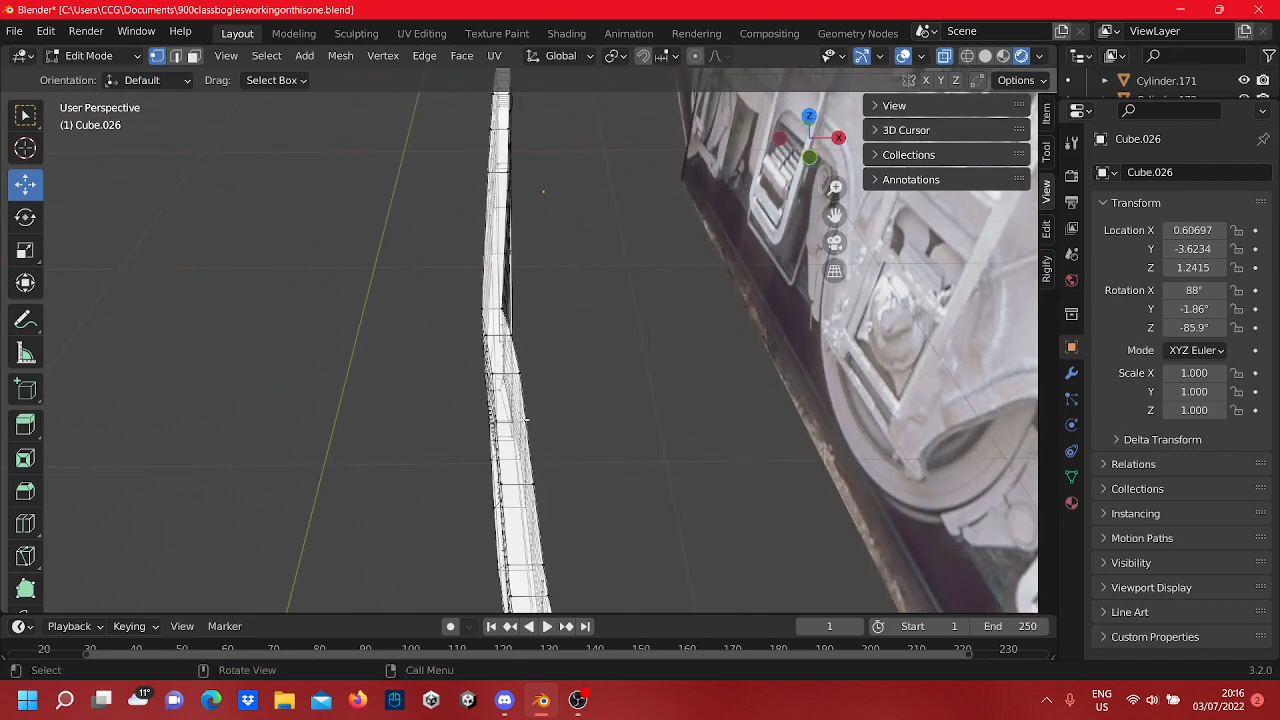 Blender* [C:\Users\CCG\Documents\900classbogiesworkingonthisone.blend]
File Edit Render Window Help Layout Modeling Sculpting UV Editing Texture Paint Shading Animation Rendering Compositing Geometry Nodes Scene ViewLayer
Edit Mode View Select Add Mesh Vertex Edge Face UV Global
Orientation: Default Drag: Select Box X Y Z Options
User Perspective
(1) Cube.026
Z
X
View
3D Cursor
Collections
Annotations
Item
Tool
View
Edit
Rigify
Cylinder.171
Cube.026
Cube.026
Transform
Location X 0.60697
Y -3.6234
Z 1.2415
Rotation X 88°
Y -1.86°
Z -85.9°
Mode XYZ Euler
Scale X 1.000
Y 1.000
Z 1.000
Delta Transform
Relations
Collections
Instancing
Motion Paths
Visibility
Viewport Display
Line Art
Custom Properties
Playback Keying View Marker 1 Start 1 End 250
20 70 80 90 100 110 120 130 140 150 160 170 180 190 200 210 230
Select Rotate View Call Menu 3.2.0
11°
ENG
US
20:16
03/07/2022
2